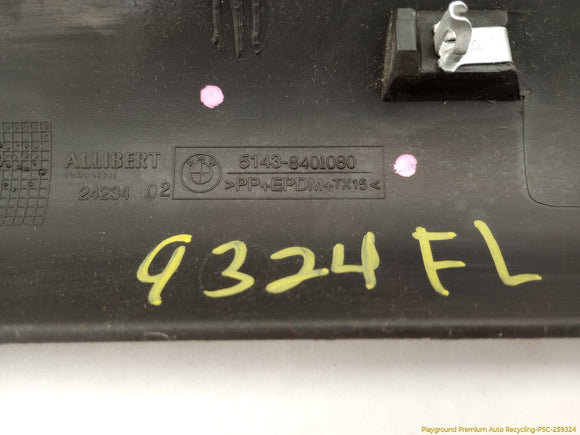 ALLIBERT
24234 02
5143-8401080
>PP+EPDM+TX15<
9324 FL
Playground Premium Auto Recycling-PSC-259324